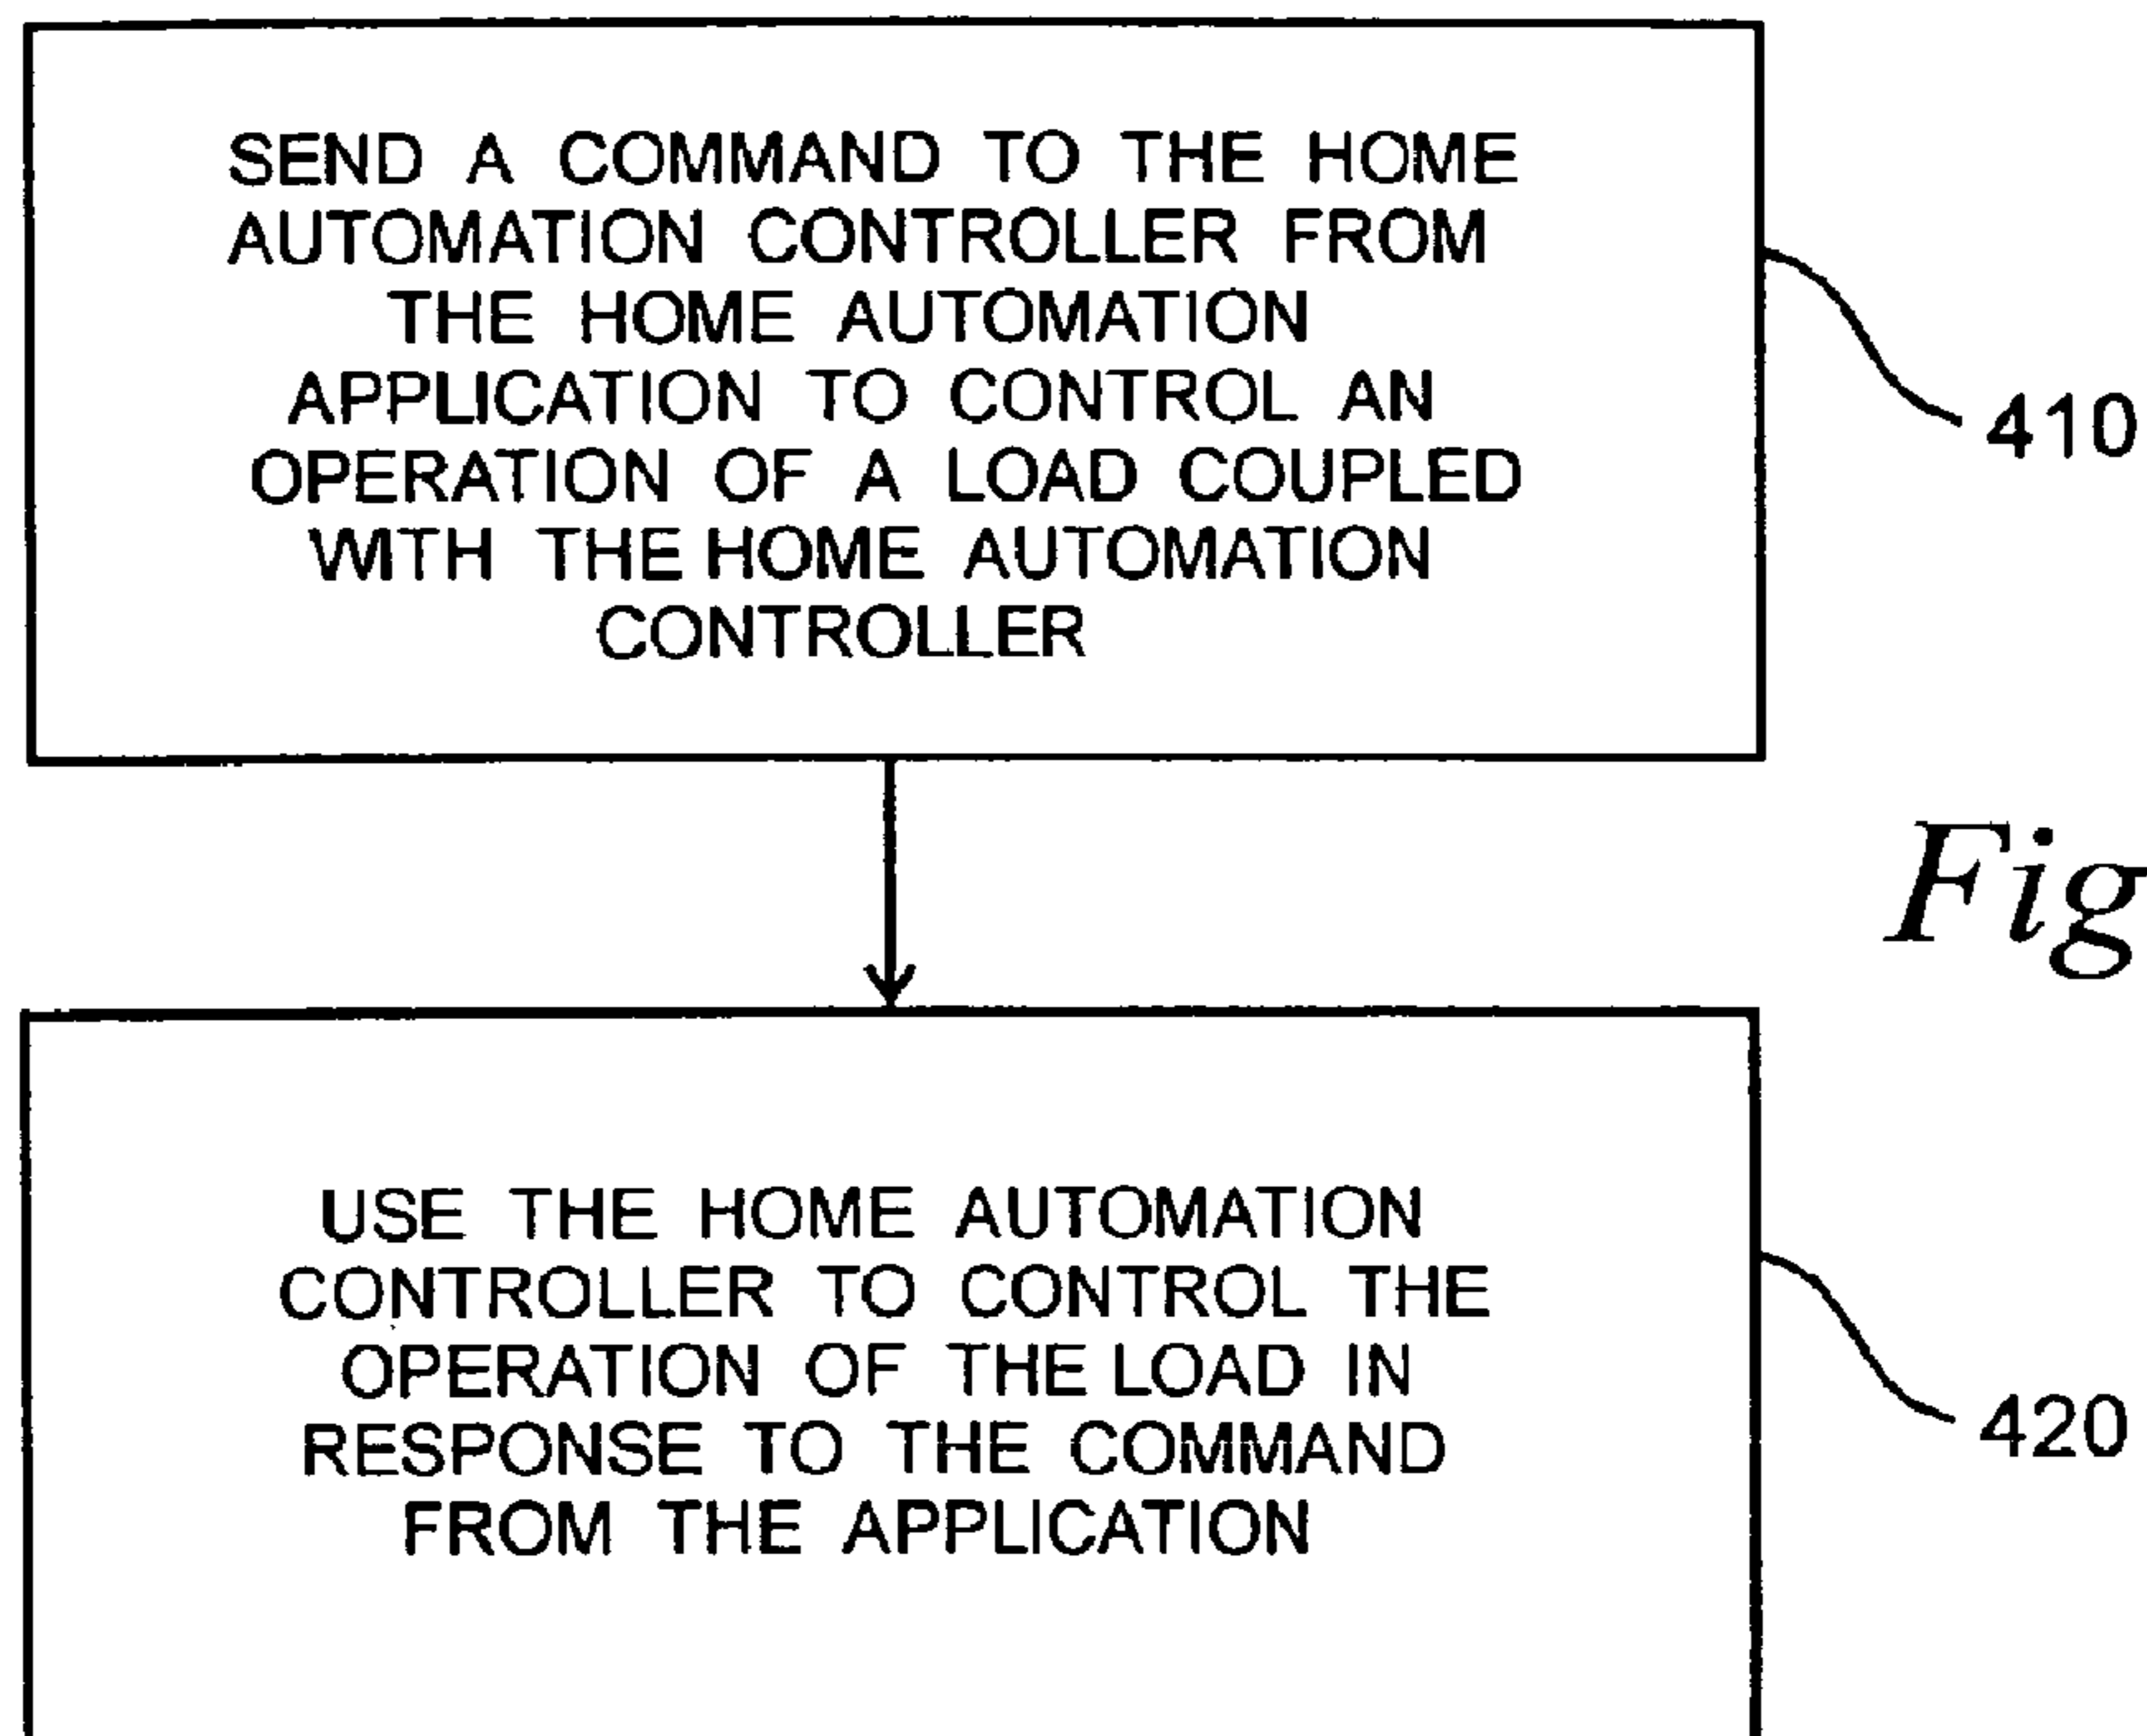 SEND A COMMAND TO THE HOME
AUTOMATION CONTROLLER FROM
THE HOME AUTOMATION
APPLICATION TO CONTROL AN
OPERATION OF A LOAD COUPLED
WITH THE HOME AUTOMATION
CONTROLLER
410
Fig
USE THE HOME AUTOMATION
CONTROLLER TO CONTROL THE
OPERATION OF THE LOAD IN
RESPONSE TO THE COMMAND
FROM THE APPLICATION
420